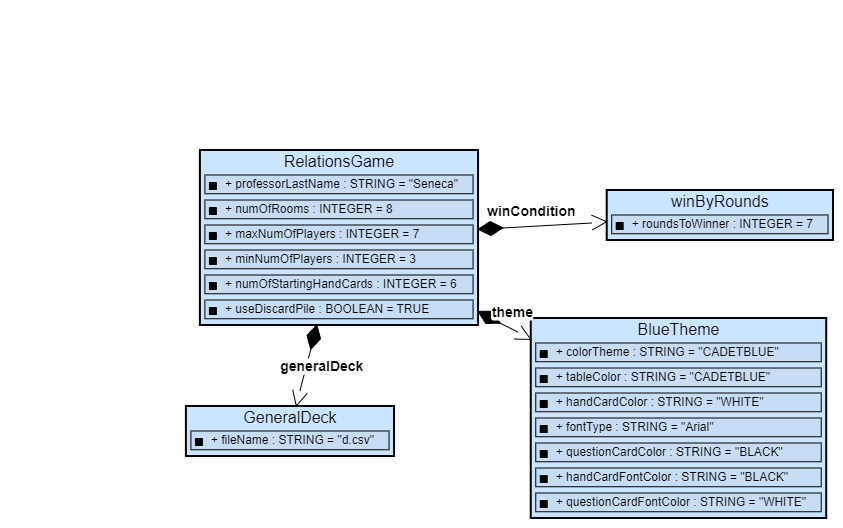 RelationsGame
+ professorLastName : STRING = "Seneca"
+ numOfRooms : INTEGER = 8
+ maxNumOfPlayers : INTEGER = 7
+ minNumOfPlayers : INTEGER = 3
+ numOfStartingHandCards : INTEGER = 6
+ useDiscardPile : BOOLEAN = TRUE
winCondition
winByRounds
+ roundsToWinner : INTEGER = 7
theme
BlueTheme
+ colorTheme : STRING = "CADETBLUE"
+ tableColor : STRING = "CADETBLUE"
+ handCardColor : STRING = "WHITE"
+ fontType : STRING = "Arial"
+ questionCardColor : STRING = "BLACK"
+ handCardFontColor : STRING = "BLACK"
+ questionCardFontColor : STRING = "WHITE"
generalDeck
GeneralDeck
+ fileName : STRING = "d.csv"